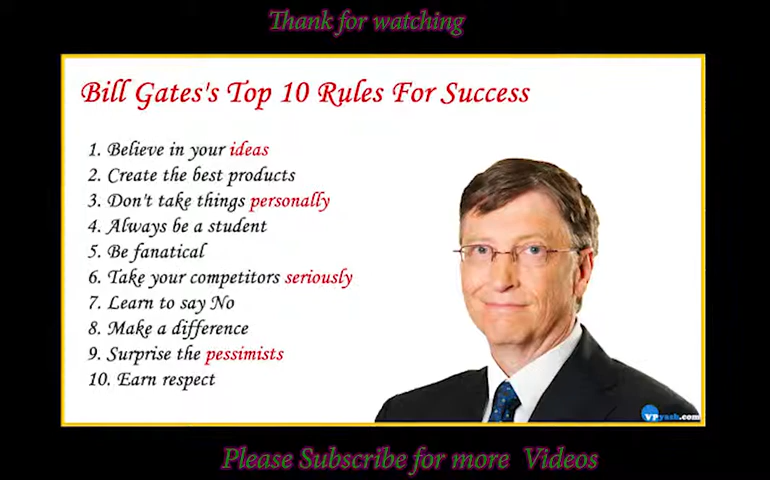 Thank for watching
Bill Gates's Top 10 Rules For Success
1. Believe in your ideas
2. Create the best products
3. Don't take things personally
4. Always be a student
5. Be fanatical
6. Take your competitors seriously
7. Learn to say No
8. Make a difference
9. Surprise the pessimists
10. Earn respect
VPyash.com
Please Subscribe for more Videos